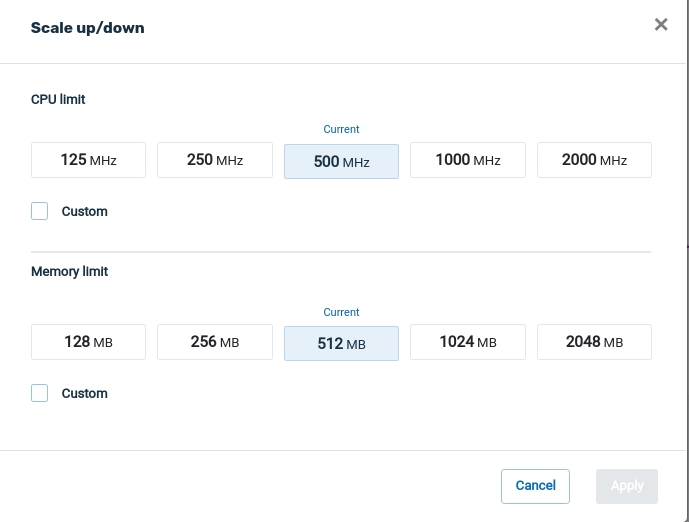 Scale up/down
×
CPU limit
Current
125 MHz 250 MHz 500 MHz 1000 MHz 2000 MHz
Custom
Memory limit
Current
128 MB 256 MB 512 MB 1024 MB 2048 MB
Custom
Cancel Apply